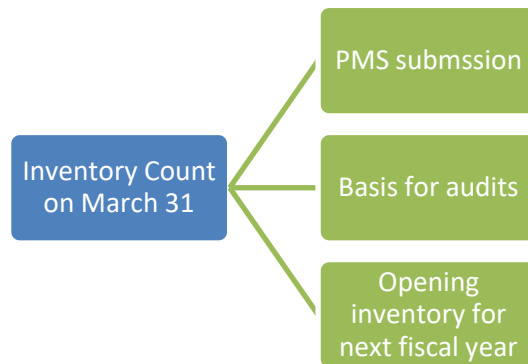 PMS submssion
Inventory Count
on March 31
Basis for audits
Opening
inventory for
next fiscal year